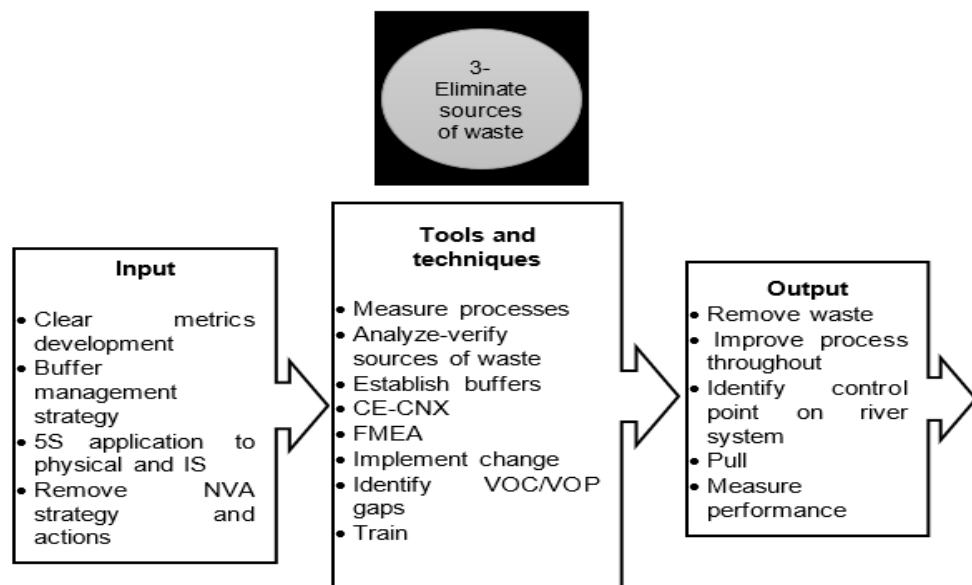 3-
Eliminate
sources
of waste
Input
• Clear metrics
development
• Buffer
management
strategy
• 5S application to
physical and IS
• Remove NVA
strategy and
actions
Tools and
techniques
• Measure processes
• Analyze-verify
sources of waste
• Establish buffers
• CE-CNX
• FMEA
• Implement change
• Identify VOC/VOP
gaps
• Train
Output
• Remove waste
• Improve process
throughout
• Identify control
point on river
system
• Pull
• Measure
performance